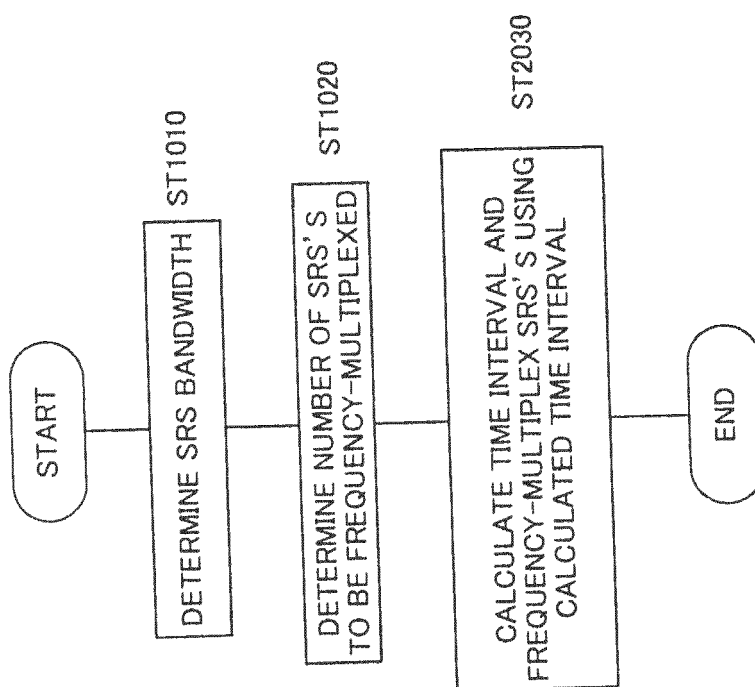 START
DETERMINE SRS BANDWIDTH
ST1010
DETERMINE NUMBER OF SRS'S
TO BE FREQUENCY-MULTIPLEXED
ST1020
CALCULATE TIME INTERVAL AND
FREQUENCY-MULTIPLEX SRS'S USING
CALCULATED TIME INTERVAL
ST2030
END